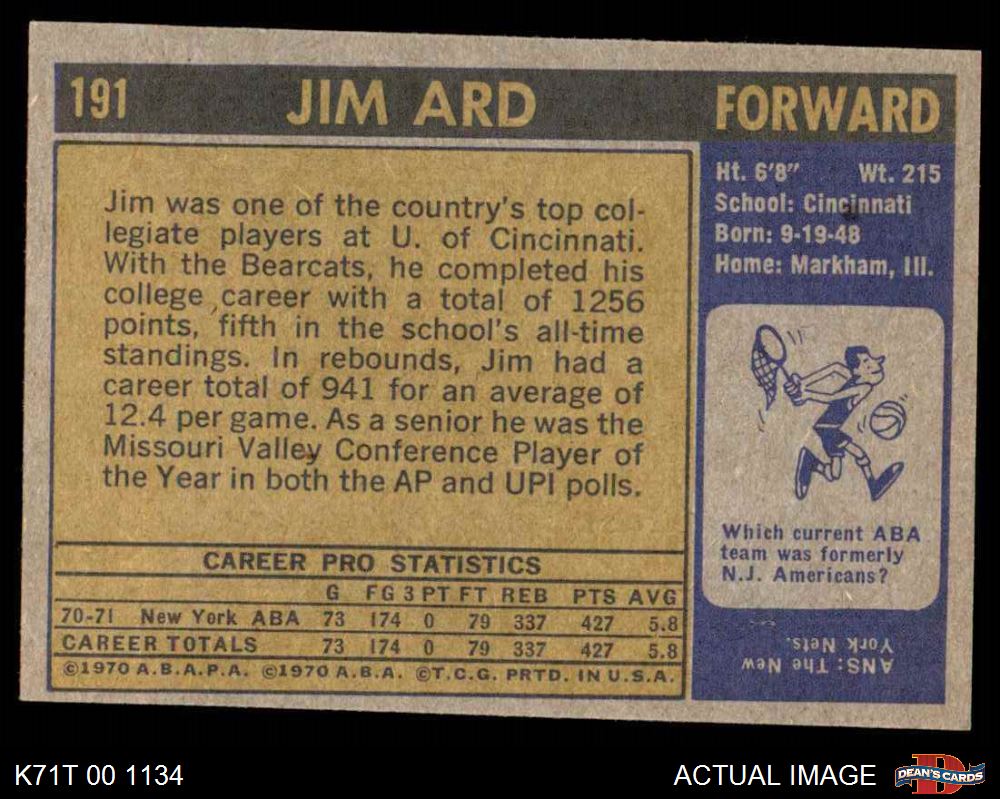 191 JIM ARD FORWARD
Jim was one of the country's top col-
legiate players at U. of Cincinnati.
With the Bearcats, he completed his
college career with a total of 1256
points, fifth in the school's all-time
standings. In rebounds, Jim had a
career total of 941 for an average of
12.4 per game. As a senior he was the
Missouri Valley Conference Player of
the Year in both the AP and UPI polls.
Ht. 6'8" Wt. 215
School: Cincinnati
Born: 9-19-48
Home: Markham, Ill.
Which current ABA
team was formerly
N.J. Americans?
ANS: The New
York Nets.
CAREER PRO STATISTICS
G FG 3 PT FT REB PTS AVG
70-71 New York ABA 73 174 0 79 337 427 5.8
CAREER TOTALS 73 174 0 79 337 427 5.8
©1970 A.B.A.P.A. ©1970 A.B.A. ©T.C.G. PRTD. IN U.S.A.
K71T 00 1134
ACTUAL IMAGE
D
DEAN'S CARDS